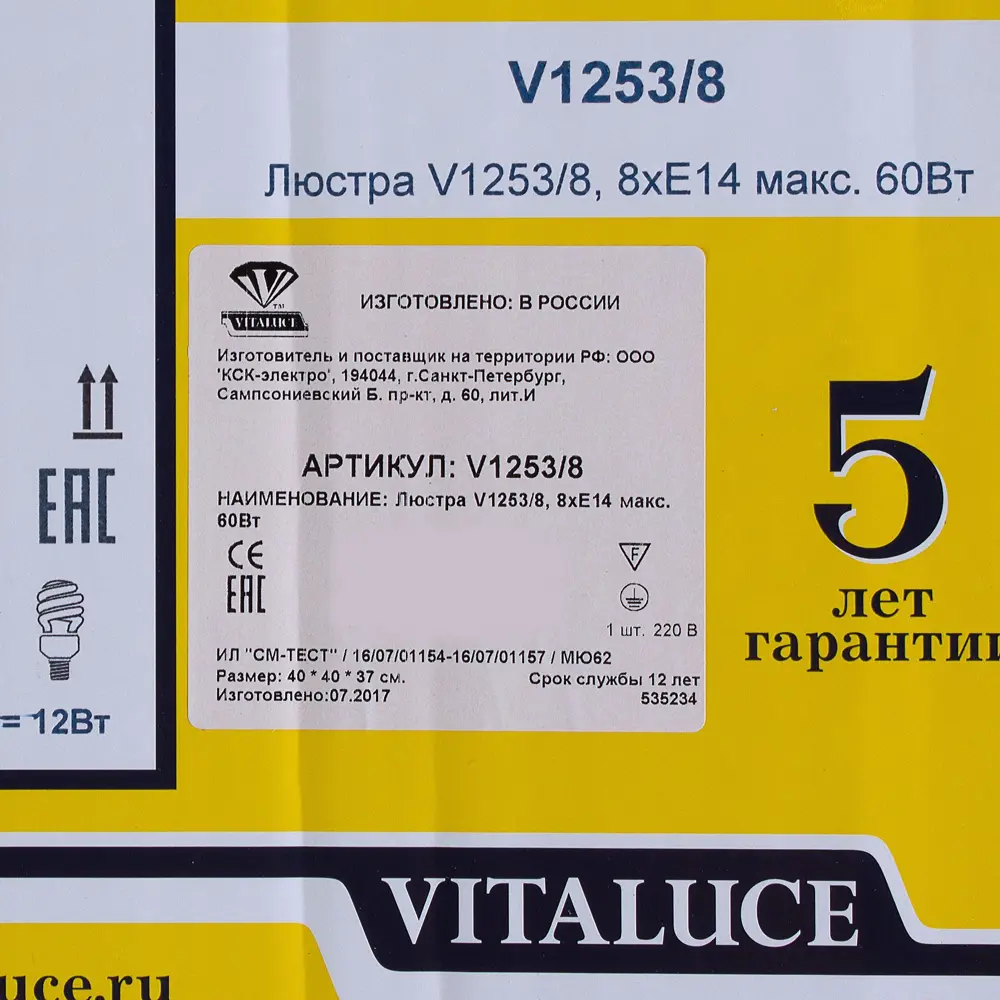 V1253/8
Люстра V1253/8, 8xE14 макс. 60Вт
VITALUCE
TM
ИЗГОТОВЛЕНО: В РОССИИ
Изготовитель и поставщик на территории РФ: ООО
'КСК-электро', 194044, г.Санкт-Петербург,
Сампсониевский Б. пр-кт, д. 60, лит.И
АРТИКУЛ: V1253/8
НАИМЕНОВАНИЕ: Люстра V1253/8, 8xE14 макс.
60Вт
CE
EAC
F
1 шт. 220 В
ИЛ "СМ-ТЕСТ" / 16/07/01154-16/07/01157 / МЮ62
Размер: 40 * 40 * 37 см.
Срок службы 12 лет
Изготовлено:07.2017
535234
EAC
= 12Вт
5
лет
гарантии
VITALUCE
luce.ru